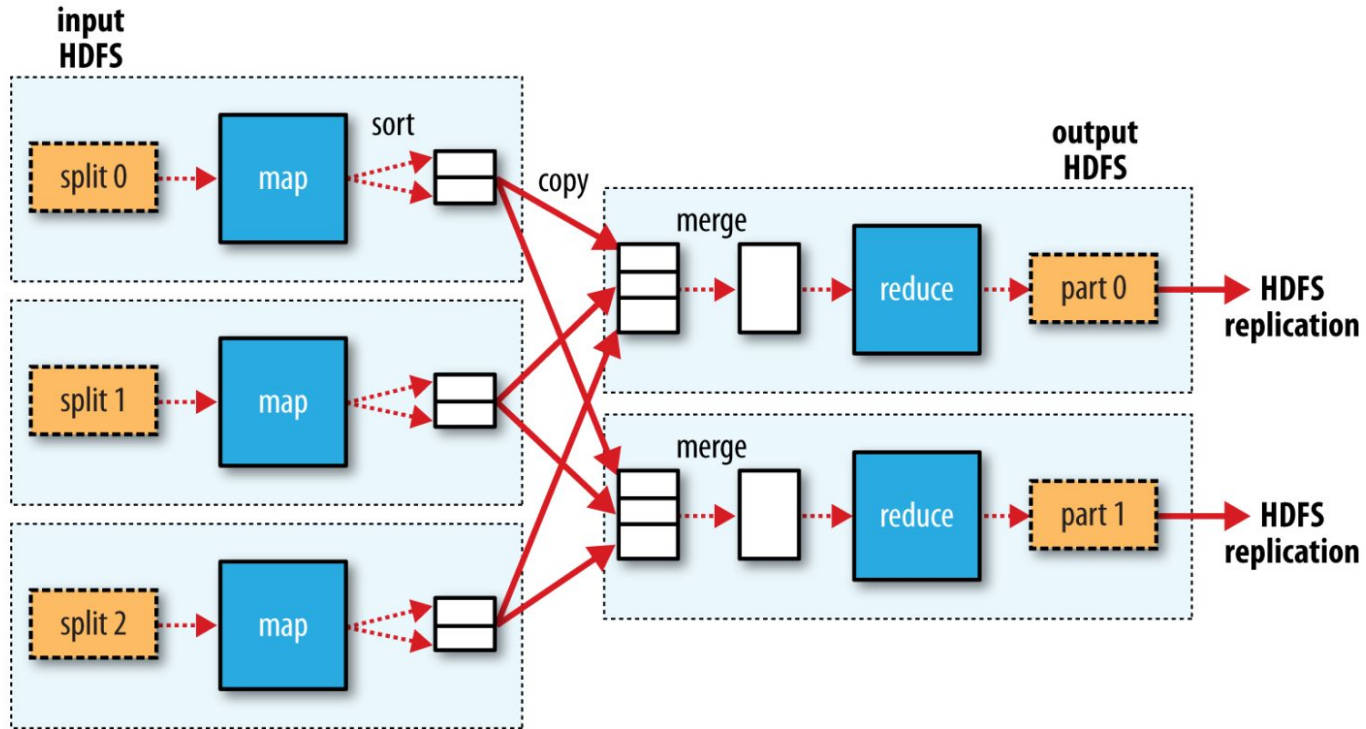 input
HDFS
sort
split 0
map
copy
output
HDFS
merge
reduce
part 0
HDFS
replication
split 1
map
merge
reduce
part 1
HDFS
replication
split 2
map